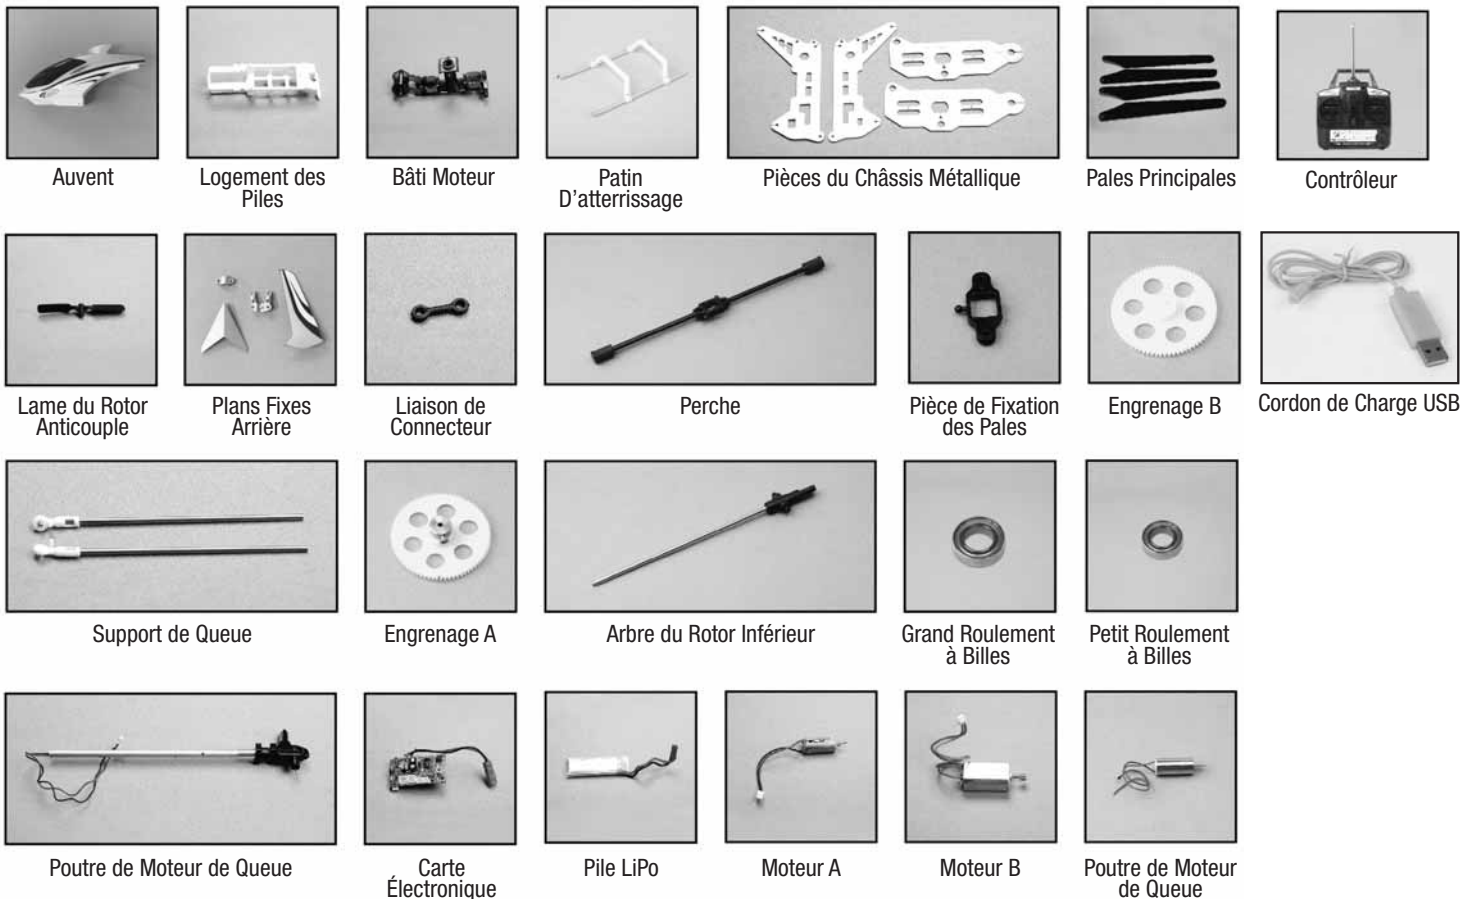 Auvent
Logement des
Piles
Bâti Moteur
Patin
D'atterrissage
Pièces du Châssis Métallique
Pales Principales
Contrôleur
Lame du Rotor
Anticouple
Plans Fixes
Arrière
Liaison de
Connecteur
Perche
Pièce de Fixation
des Pales
Engrenage B
Cordon de Charge USB
Support de Queue
Engrenage A
Arbre du Rotor Inférieur
Grand Roulement
à Billes
Petit Roulement
à Billes
Poutre de Moteur de Queue
Carte
Électronique
Pile LiPo
Moteur A
Moteur B
Poutre de Moteur
de Queue